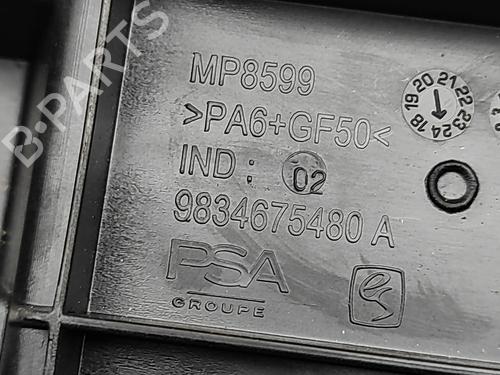 B-PARTS
MP8599
>PA6+GF50<
IND: 02
9834675480 A
PSA
GROUPE
18 19 20 21 22 23 24